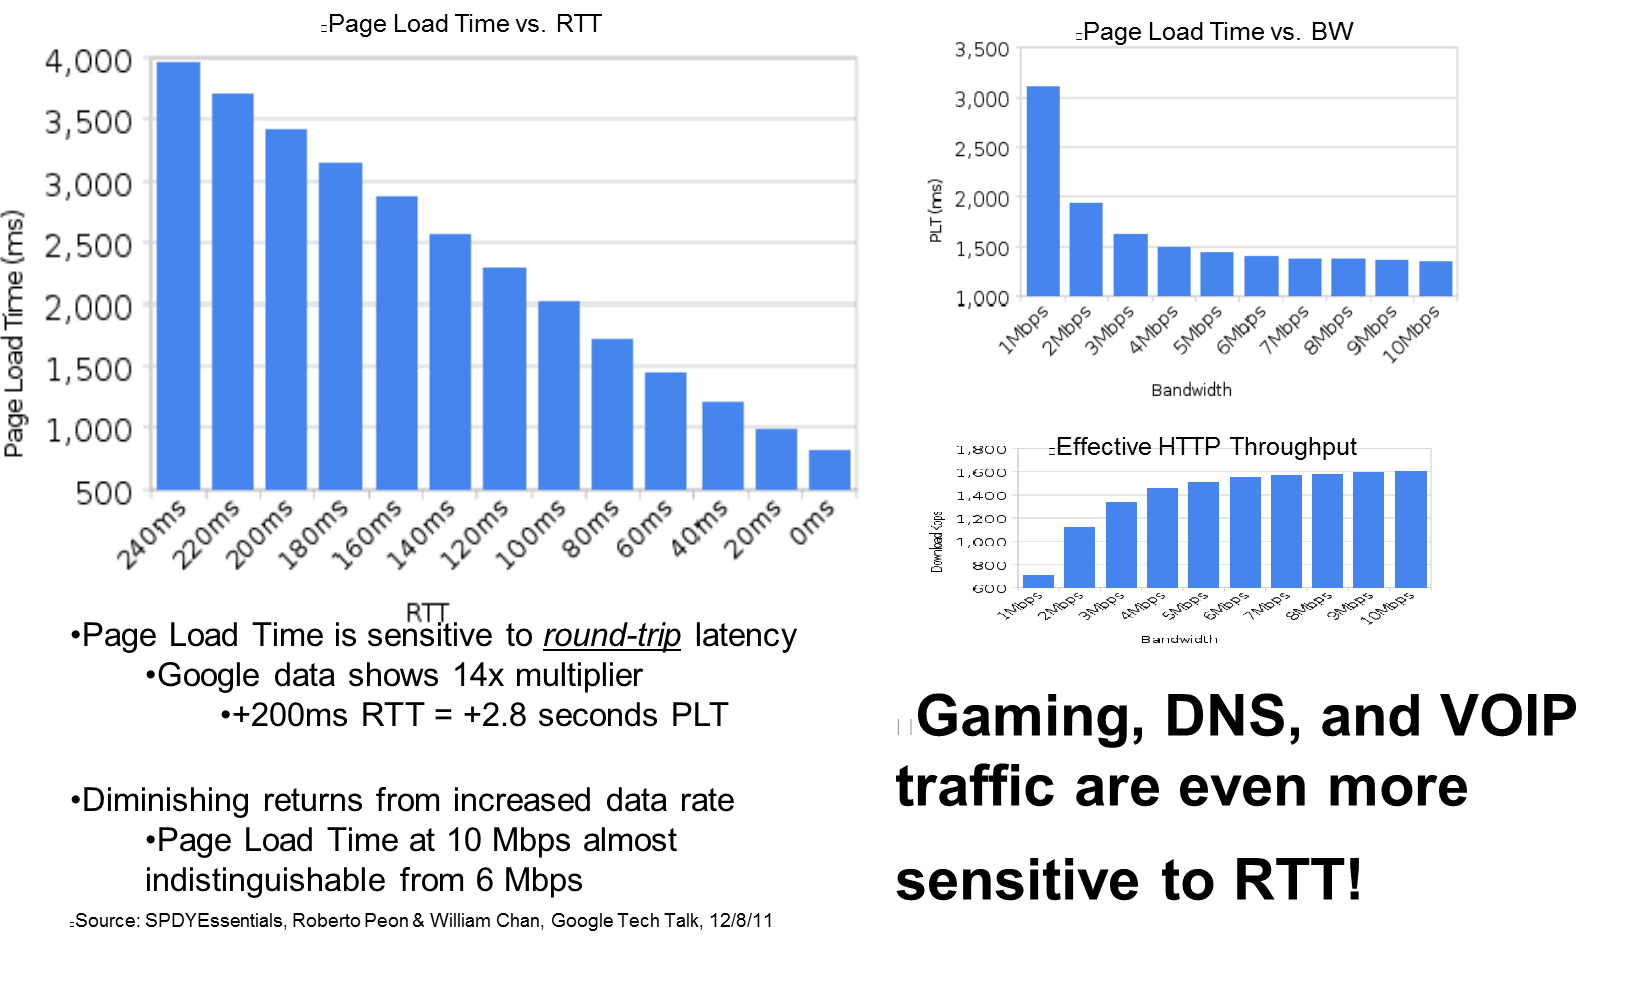 Page Load Time vs. RTT
4,000
3,500
3,000
2,500
2,000
1,500
1,000
500
Page Load Time (ms)
240ms 220ms 200ms 180ms 160ms 140ms 120ms 100ms 80ms 60ms 40ms 20ms 0ms
RTT
•Page Load Time is sensitive to round-trip latency
•Google data shows 14x multiplier
•+200ms RTT = +2.8 seconds PLT
•Diminishing returns from increased data rate
•Page Load Time at 10 Mbps almost
indistinguishable from 6 Mbps
Source: SPDYEssentials, Roberto Peon & William Chan, Google Tech Talk, 12/8/11
Page Load Time vs. BW
3,500
3,000
2,500
2,000
1,500
1,000
PLT (ms)
1Mbps 2Mbps 3Mbps 4Mbps 5Mbps 6Mbps 7Mbps 8Mbps 9Mbps 10Mbps
Bandwidth
Effective HTTP Throughput
1,800
1,600
1,400
1,200
1,000
800
600
Download Kbps
1Mbps 2Mbps 3Mbps 4Mbps 5Mbps 6Mbps 7Mbps 8Mbps 9Mbps 10Mbps
Bandwidth
Gaming, DNS, and VOIP
traffic are even more
sensitive to RTT!